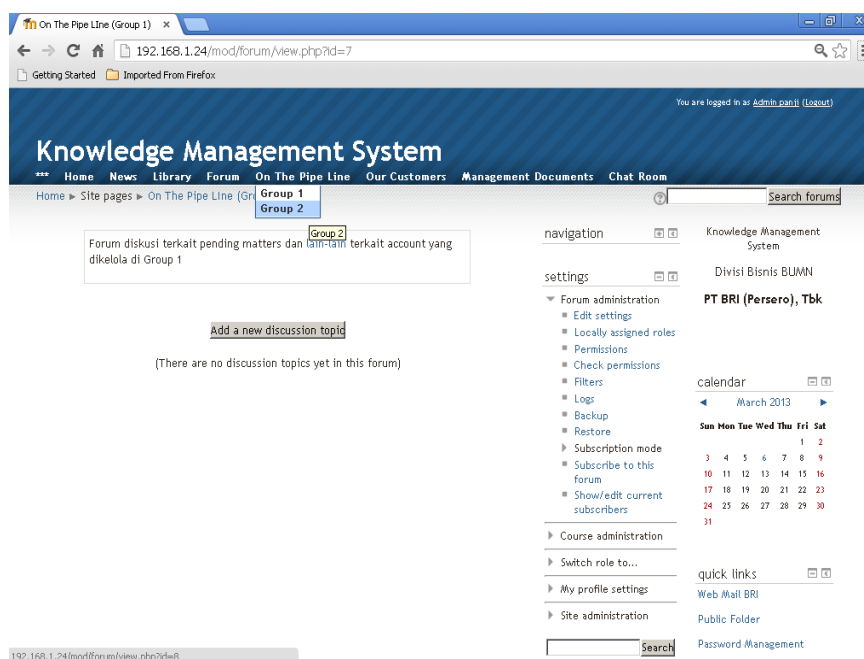 On The Pipe LIne (Group 1)
192.168.1.24/mod/forum/view.php?id=7
Getting Started Imported From Firefox
You are logged in as Admin panji (Logout)
Knowledge Management System
*** Home News Library Forum On The Pipe Line Our Customers Management Documents Chat Room
Home ► Site pages ► On The Pipe LIne (Gr
Search forums
Group 1
Group 2
Group 2
Forum diskusi terkait pending matters dan lain-lain terkait account yang
dikelola di Group 1
Add a new discussion topic
(There are no discussion topics yet in this forum)
navigation
settings
Forum administration
Edit settings
Locally assigned roles
Permissions
Check permissions
Filters
Logs
Backup
Restore
Subscription mode
Subscribe to this
forum
Show/edit current
subscribers
Course administration
Switch role to...
My profile settings
Site administration
Search
Knowledge Management
System
Divisi Bisnis BUMN
PT BRI (Persero), Tbk
calendar
◄ March 2013 ►
Sun Mon Tue Wed Thu Fri Sat
1 2
3 4 5 6 7 8 9
10 11 12 13 14 15 16
17 18 19 20 21 22 23
24 25 26 27 28 29 30
31
quick links
Web Mail BRI
Public Folder
Password Management
192.168.1.24/mod/forum/view.php?id=8